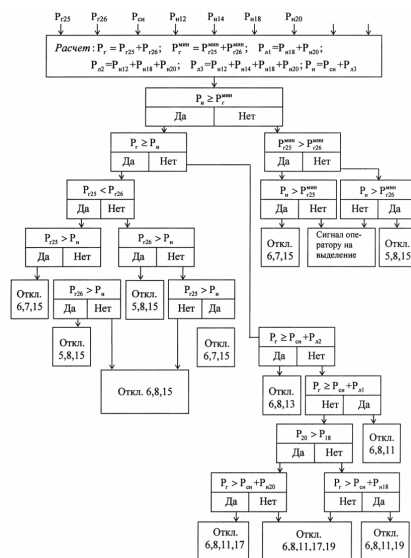 Pг25 Pг26 Pсн Pн12 Pн14 Pн18 Pн20
Расчет: Pг = Pг25 + Pг26; Pгмин = Pг25мин + Pг26мин; Pл1 = Pн18 + Pн20;
Pл2 = Pн12 + Pн18 + Pн20; Pл3 = Pн12 + Pн14 + Pн18 + Pн20; Pн = Pсн + Pл3
Pн ≥ Pгмин
Да Нет
Pг ≥ Pн
Да Нет
Pг25мин > Pг26мин
Да Нет
Pг25 < Pг26
Да Нет
Pн > Pг25мин
Да Нет
Pн > Pг26мин
Нет Да
Pг25 > Pн
Да Нет
Pг26 > Pн
Да Нет
Откл.
6,7,15
Сигнал опе-
ратору на
выделение
Откл.
5,8,15
Откл.
6,7,15
Pг26 > Pн
Да Нет
Откл.
5,8,15
Pг25 > Pн
Нет Да
Откл.
5,8,15
Откл.
6,7,15
Откл. 6,8,15
Pг ≥ Pсн + Pл2
Да Нет
Откл.
6,8,13
Pг ≥ Pсн + Pл1
Нет Да
P20 > P18
Да Нет
Откл.
6,8,11
Pг > Pсн + Pн20
Да Нет
Pг > Pсн + Pн18
Нет Да
Откл.
6,8,11,17
Откл.
6,8,11,17,19
Откл.
6,8,11,19